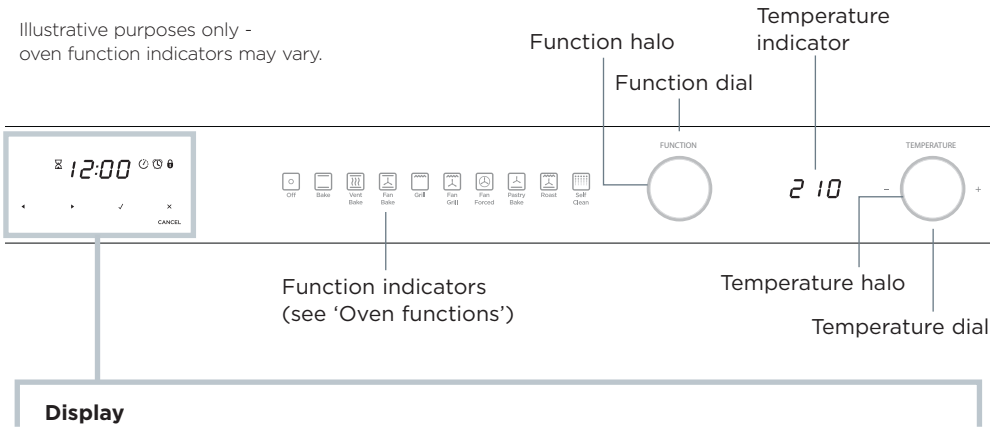 Illustrative purposes only -
oven function indicators may vary.
Function halo
Temperature
indicator
Function dial
FUNCTION
TEMPERATURE
12:00
CANCEL
Off
Bake
Vent
Bake
Fan
Bake
Grill
Fan
Grill
Fan
Forced
Pastry
Bake
Roast
Self
Clean
210
- +
Function indicators
(see ‘Oven functions’)
Temperature halo
Temperature dial
Display